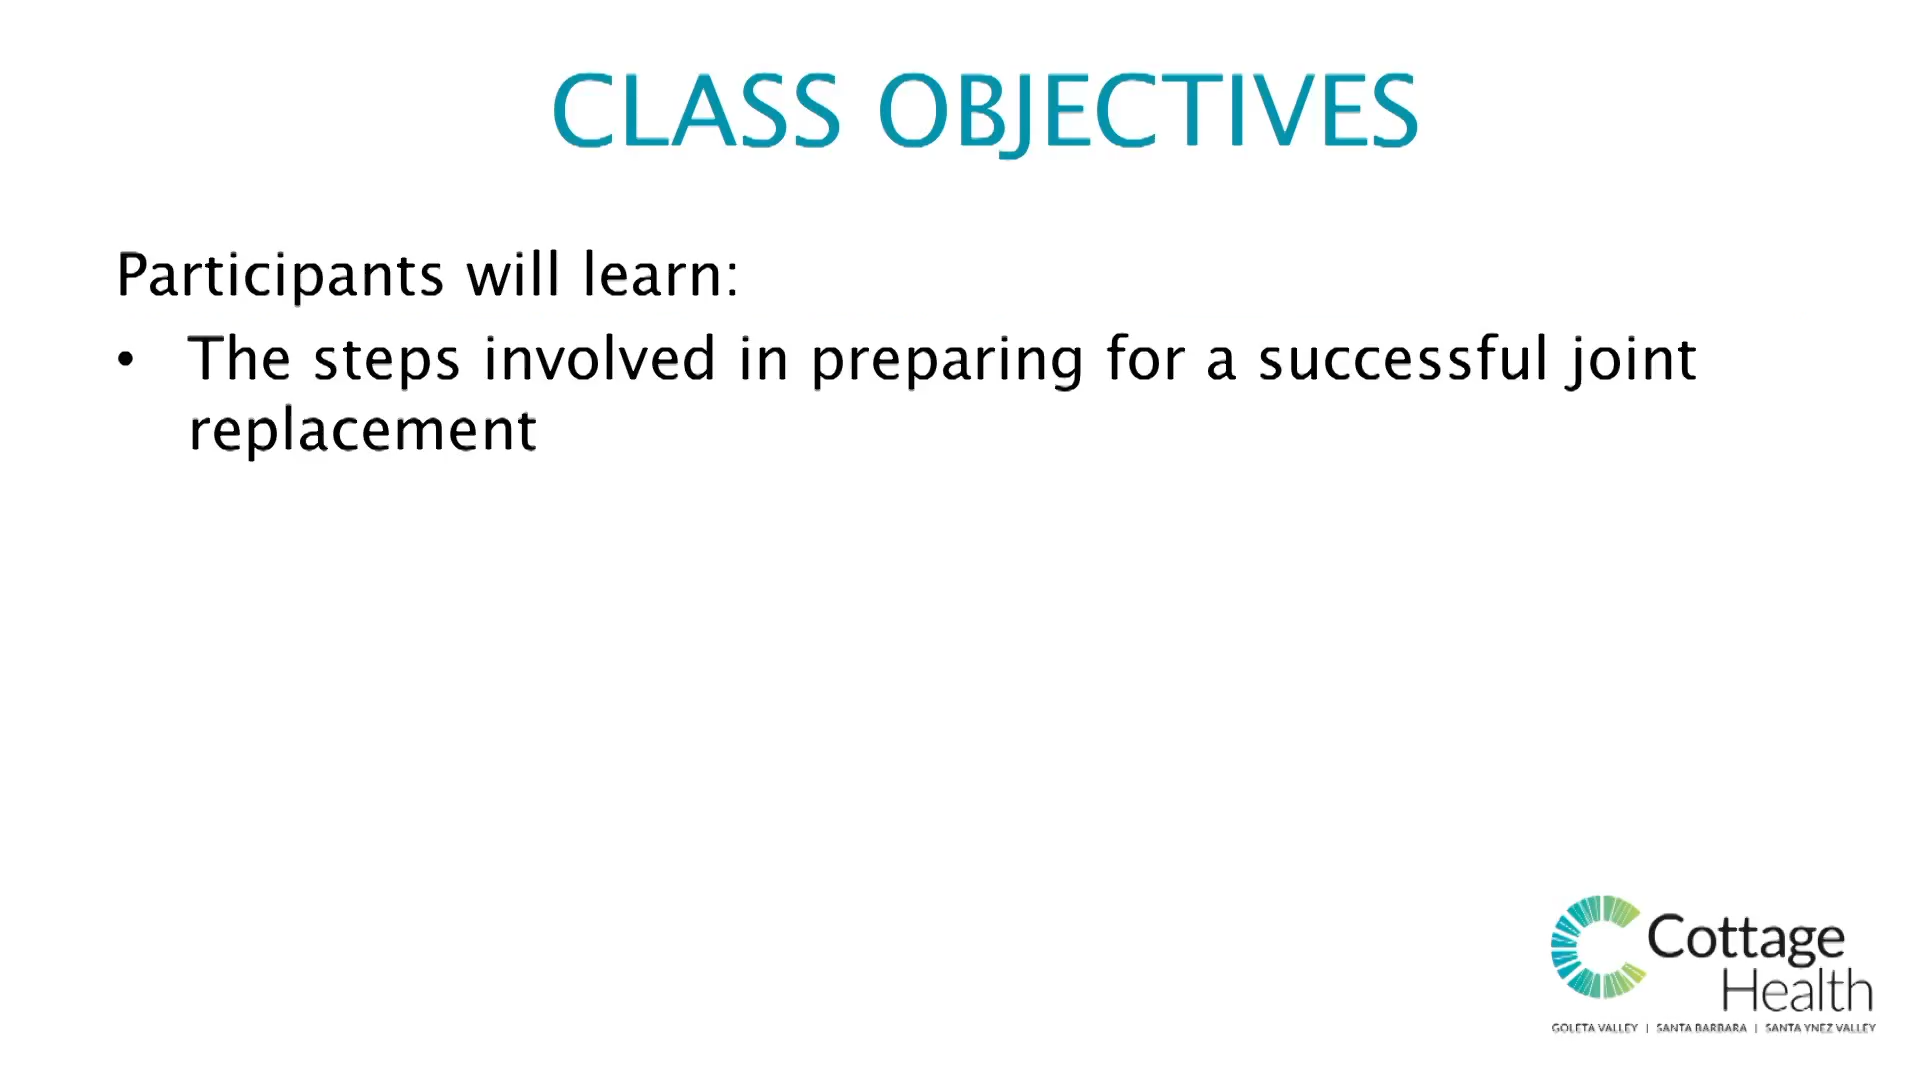 CLASS OBJECTIVES
Participants will learn:
• The steps involved in preparing for a successful joint
replacement
Cottage
Health
GOLETA VALLEY | SANTA BARBARA | SANTA YNEZ VALLEY